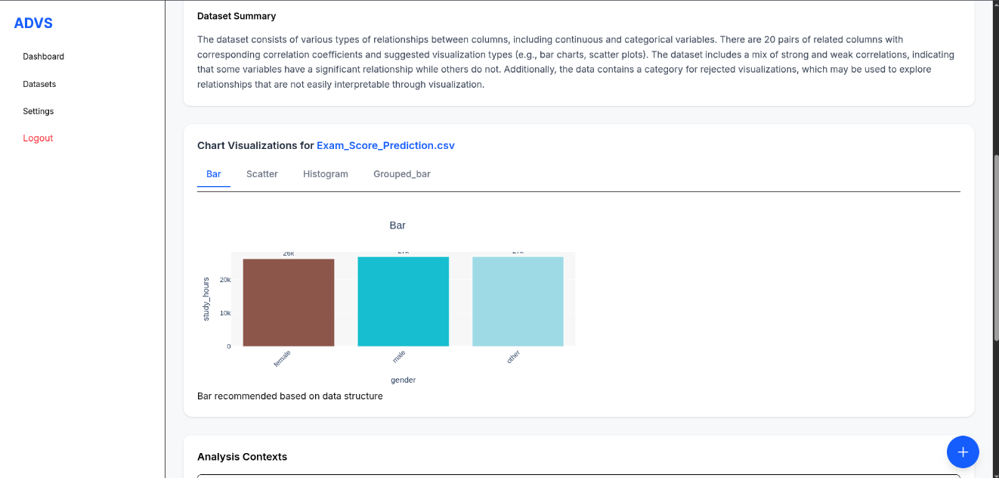 ADVS
Dashboard
Datasets
Settings
Logout
Dataset Summary
The dataset consists of various types of relationships between columns, including continuous and categorical variables. There are 20 pairs of related columns with
corresponding correlation coefficients and suggested visualization types (e.g., bar charts, scatter plots). The dataset includes a mix of strong and weak correlations, indicating
that some variables have a significant relationship while others do not. Additionally, the data contains a category for rejected visualizations, which may be used to explore
relationships that are not easily interpretable through visualization.
Chart Visualizations for Exam_Score_Prediction.csv
Bar Scatter Histogram Grouped_bar
Bar
26k
20k
10k
0
study_hours
female male other
gender
Bar recommended based on data structure
Analysis Contexts